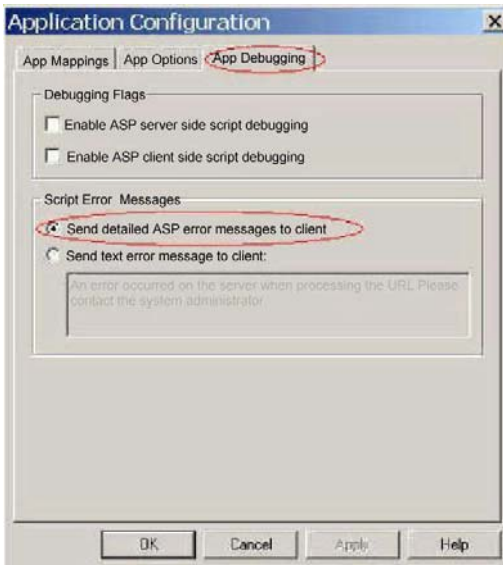 Application Configuration
App Mappings App Options App Debugging
Debugging Flags
Enable ASP server side script debugging
Enable ASP client side script debugging
Script Error Messages
Send detailed ASP error messages to client
Send text error message to client:
An error occurred on the server when processing the URL Please
contact the system administrator
OK Cancel Apply Help